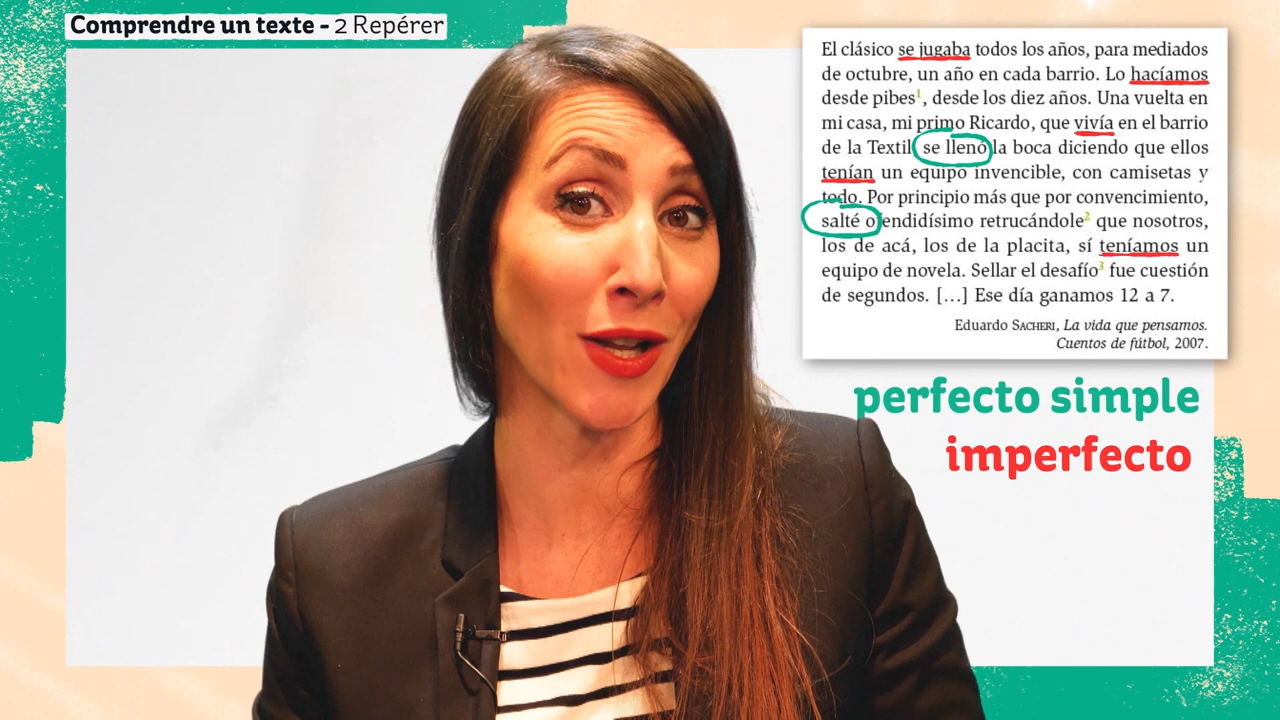 Comprendre un texte - 2 Repérer
El clásico se jugaba todos los años, para mediados
de octubre, un año en cada barrio. Lo hacíamos
desde pibes1, desde los diez años. Una vuelta en
mi casa, mi primo Ricardo, que vivía en el barrio
de la Textil se llenó la boca diciendo que ellos
tenían un equipo invencible, con camisetas y
todo. Por principio más que por convencimiento,
salté ofendidísimo retrucándole2 que nosotros,
los de acá, los de la placita, sí teníamos un
equipo de novela. Sellar el desafío3 fue cuestión
de segundos. […] Ese día ganamos 12 a 7.
Eduardo SACHERI, La vida que pensamos.
Cuentos de fútbol, 2007.
perfecto simple
imperfecto